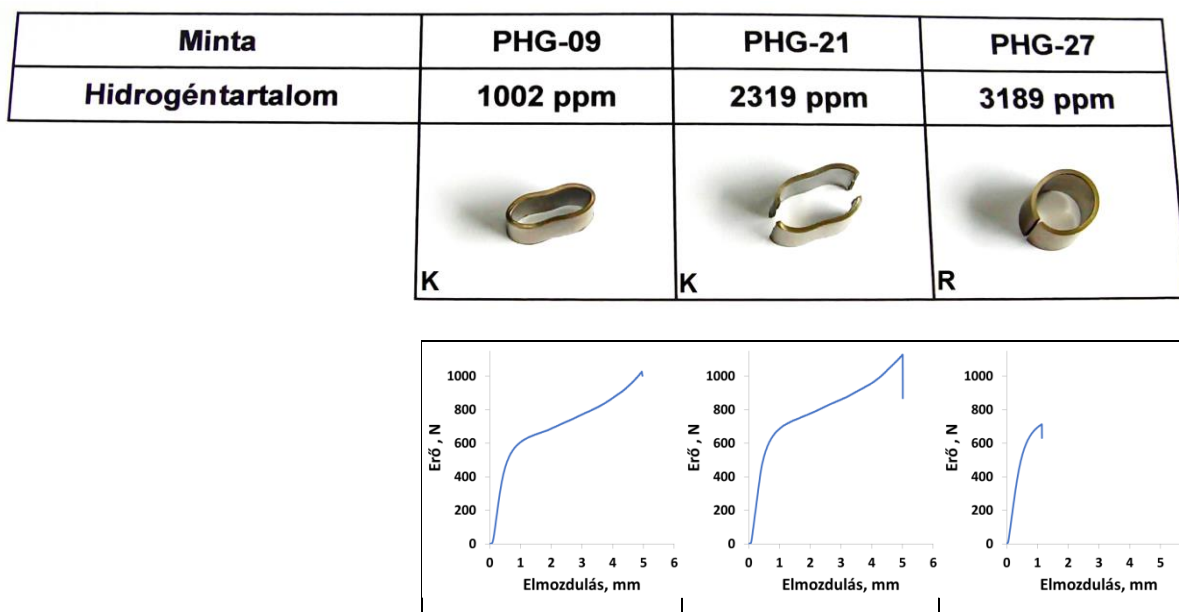 Minta PHG-09 PHG-21 PHG-27
Hidrogéntartalom 1002 ppm 2319 ppm 3189 ppm
K K R
Erő , N
1000
800
600
400
200
0
0 1 2 3 4 5 6
Elmozdulás, mm
Erő , N
1000
800
600
400
200
0
0 1 2 3 4 5 6
Elmozdulás, mm
Erő , N
1000
800
600
400
200
0
0 1 2 3 4 5
Elmozdulás, mm